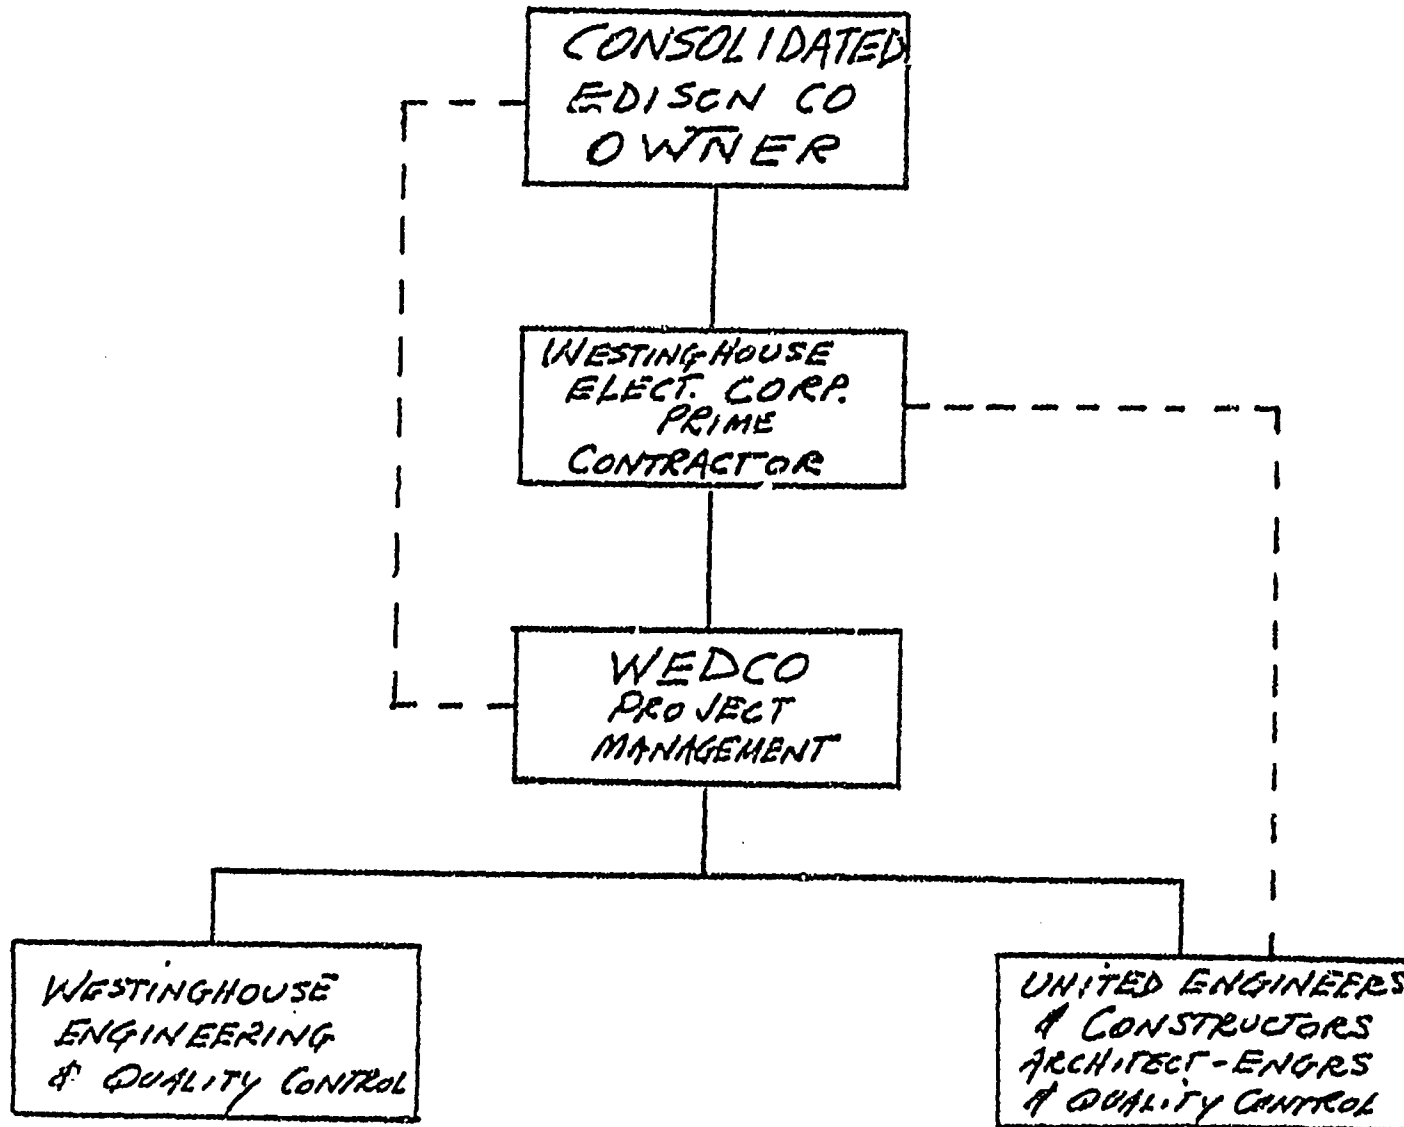 CONSOLIDATED
EDISON CO
OWNER
WESTINGHOUSE
ELECT. CORP.
PRIME
CONTRACTOR
WEDCO
PROJECT
MANAGEMENT
WESTINGHOUSE
ENGINEERING
& QUALITY CONTROL
UNITED ENGINEERS
& CONSTRUCTORS
ARCHITECT-ENGRS
& QUALITY CONTROL